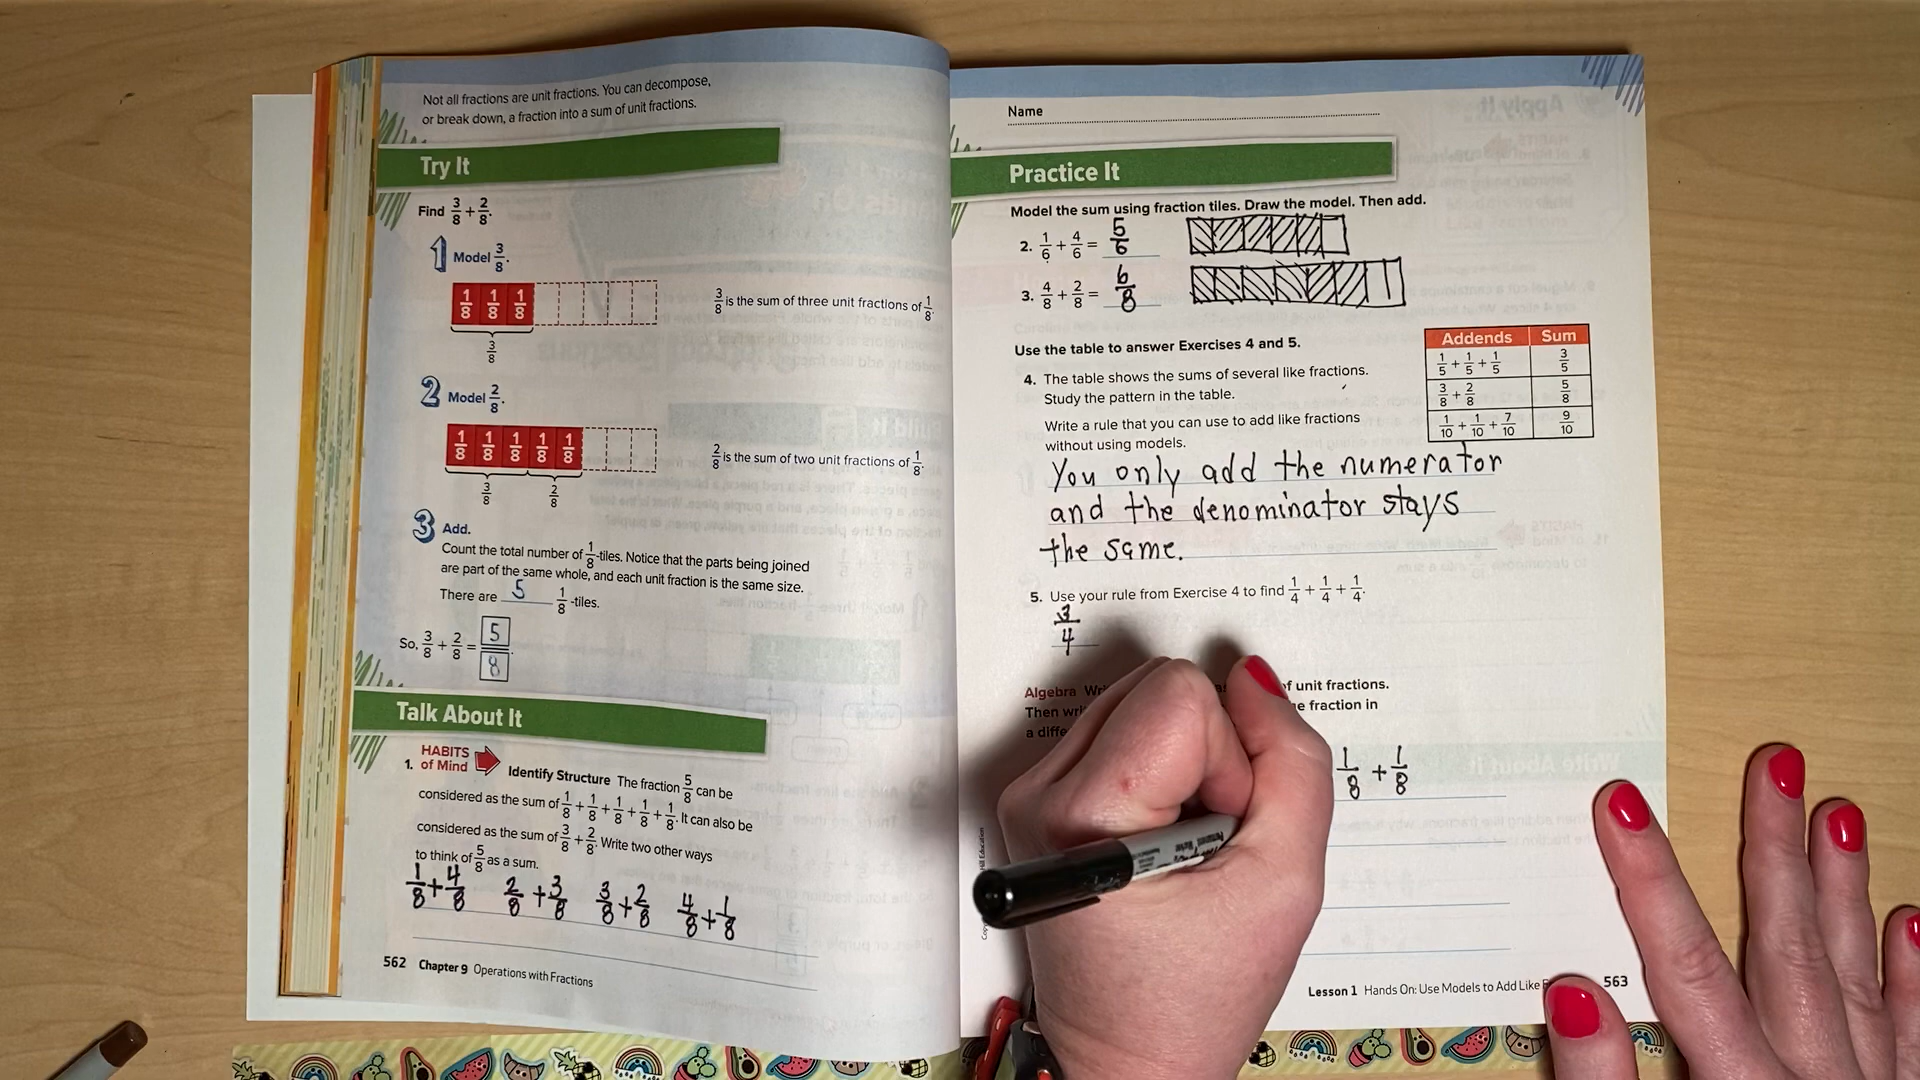 Not all fractions are unit fractions. You can decompose,
or break down, a fraction into a sum of unit fractions.
Try It
Find 3/8 + 2/8.
1 Model 3/8.
1/8 1/8 1/8
3/8 is the sum of three unit fractions of 1/8.
3/8
2 Model 2/8.
1/8 1/8 1/8 1/8 1/8
2/8 is the sum of two unit fractions of 1/8.
3/8 2/8
3 Add.
Count the total number of 1/8-tiles. Notice that the parts being joined
are part of the same whole, and each unit fraction is the same size.
There are 5 1/8-tiles.
So, 3/8 + 2/8 = 5/8.
Talk About It
HABITS
1. of Mind Identify Structure The fraction 5/8 can be
considered as the sum of 1/8 + 1/8 + 1/8 + 1/8 + 1/8. It can also be
considered as the sum of 3/8 + 2/8. Write two other ways
to think of 5/8 as a sum.
1/8 + 4/8 2/8 + 3/8 3/8 + 2/8 4/8 + 1/8
562 Chapter 9 Operations with Fractions
Name
Practice It
Model the sum using fraction tiles. Draw the model. Then add.
2. 1/6 + 4/6 = 5/6
3. 4/8 + 2/8 = 6/8
Use the table to answer Exercises 4 and 5.
4. The table shows the sums of several like fractions.
Study the pattern in the table.
Write a rule that you can use to add like fractions
without using models.
Addends Sum
1/5 + 1/5 + 1/5 3/5
3/8 + 2/8 5/8
1/10 + 1/10 + 7/10 9/10
You only add the numerator
and the denominator stays
the same.
5. Use your rule from Exercise 4 to find 1/4 + 1/4 + 1/4.
3/4
Algebra of unit fractions.
Then fraction in
a
1/8 + 1/8
Hill Education
Lesson 1 Hands On: Use Models to Add Like
563